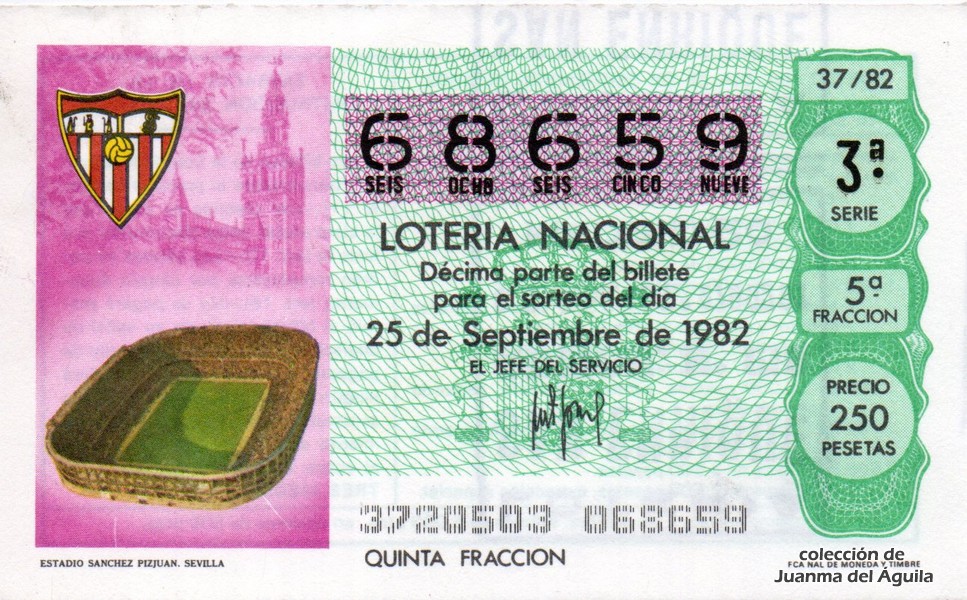 37/82
6 8 6 5 9
SEIS OCHO SEIS CINCO NUEVE
3ª
SERIE
LOTERIA NACIONAL
Décima parte del billete
para el sorteo del día
25 de Septiembre de 1982
EL JEFE DEL SERVICIO
5ª
FRACCION
PRECIO
250
PESETAS
3720503 068659
QUINTA FRACCION
ESTADIO SANCHEZ PIZJUAN. SEVILLA
colección de
FCA NAL DE MONEDA Y TIMBRE
Juanma del Águila